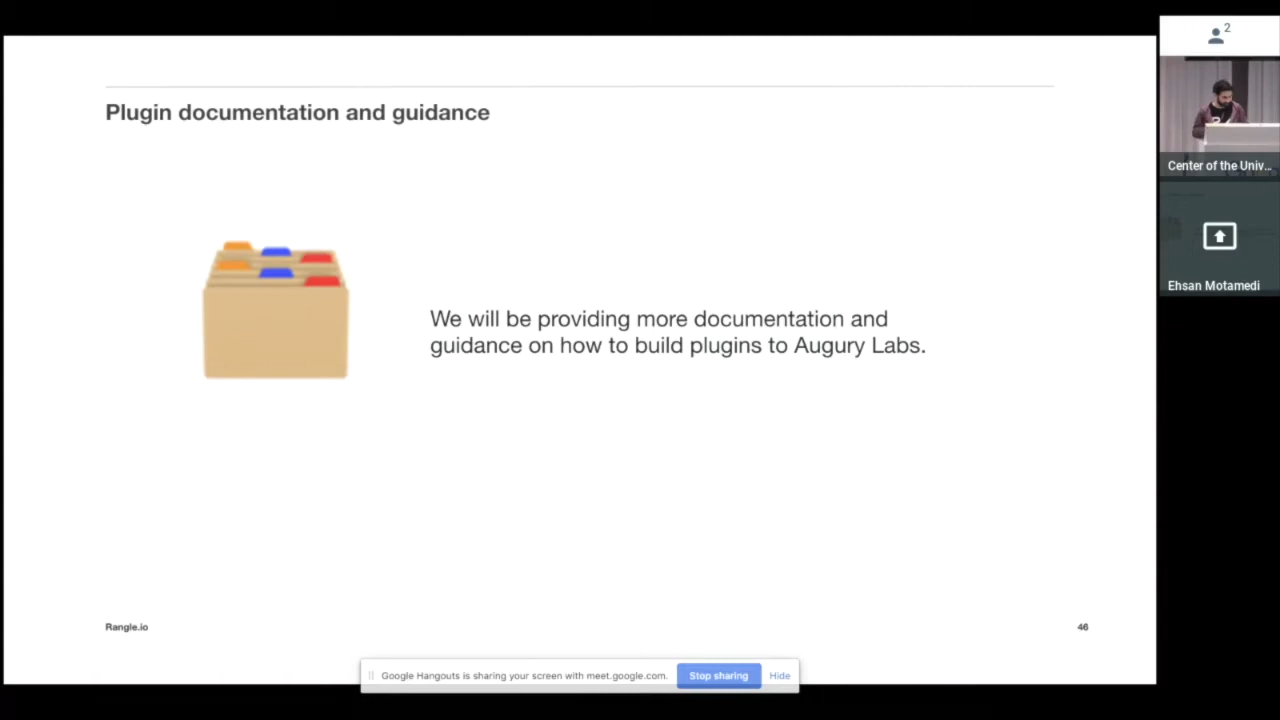 Plugin documentation and guidance
We will be providing more documentation and
guidance on how to build plugins to Augury Labs.
Rangle.io
46
Google Hangouts is sharing your screen with meet.google.com.
Stop sharing
Hide
2
Center of the Univ...
Ehsan Motamedi